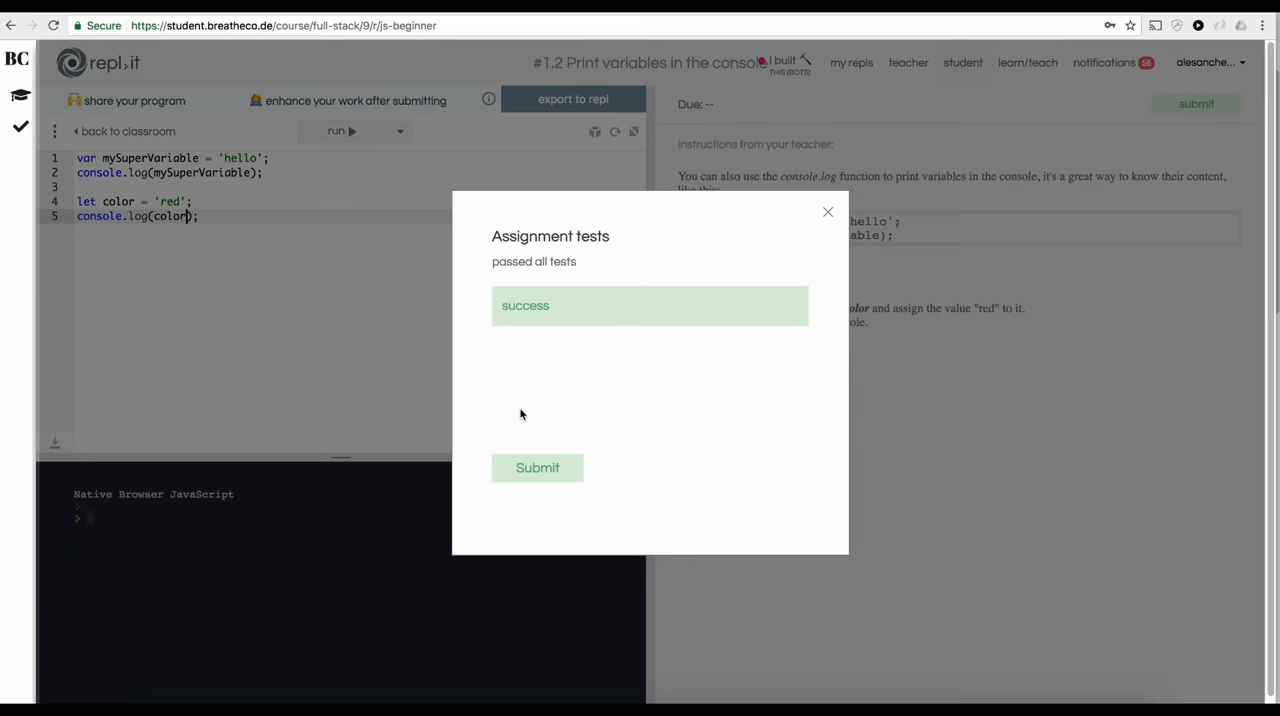 Secure
https://student.breatheco.de/course/full-stack/9/r/js-beginner
BC
repl.it
#1.2 Print variables in the console
I built
THIS (BOTS)
my repls
teacher
student
learn/teach
notifications
56
alesanche...
share your program
enhance your work after submitting
export to repl
Due: --
submit
back to classroom
run
Instructions from your teacher:
1 var mySuperVariable = 'hello';
2 console.log(mySuperVariable);
3
4 let color = 'red';
5 console.log(color);
You can also use the console.log function to print variables in the console, it's a great way to know their content,
like this:
hello';
able);
olor and assign the value "red" to it.
ole.
Assignment tests
passed all tests
success
Submit
Native Browser JavaScript
>
>